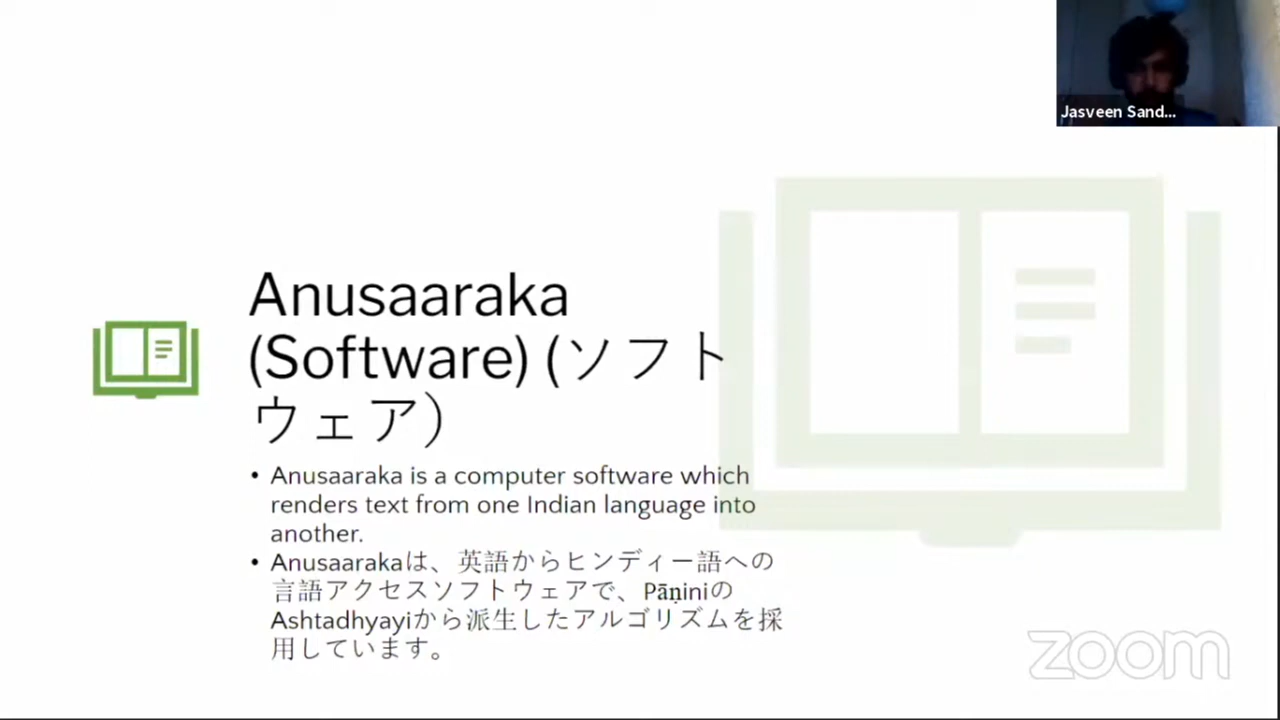 Jasveen Sand...
Anusaaraka
(Software) (ソフト
ウェア)
• Anusaaraka is a computer software which
renders text from one Indian language into
another.
• Anusaarakaは、英語からヒンディー語への
言語アクセスソフトウェアで、Pāṇiniの
Ashtadhyayiから派生したアルゴリズムを採
用しています。
zoom